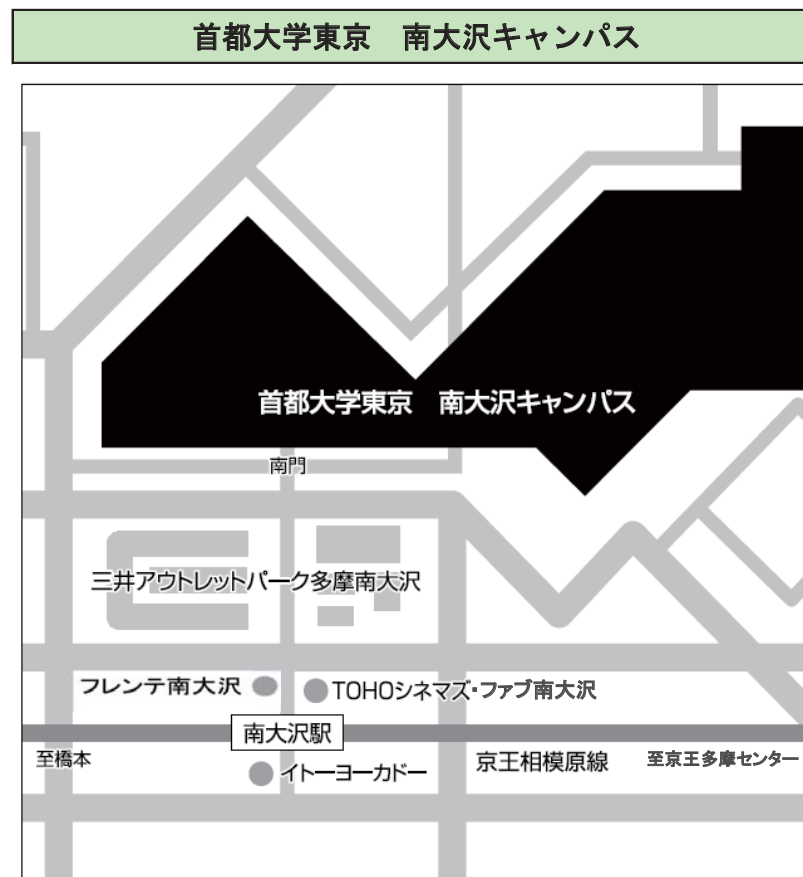 首都大学東京　南大沢キャンパス
首都大学東京　南大沢キャンパス
南門
三井アウトレットパーク多摩南大沢
フレンテ南大沢
TOHOシネマズ・ファブ南大沢
南大沢駅
至橋本
京王相模原線
至京王多摩センター
イトーヨーカドー